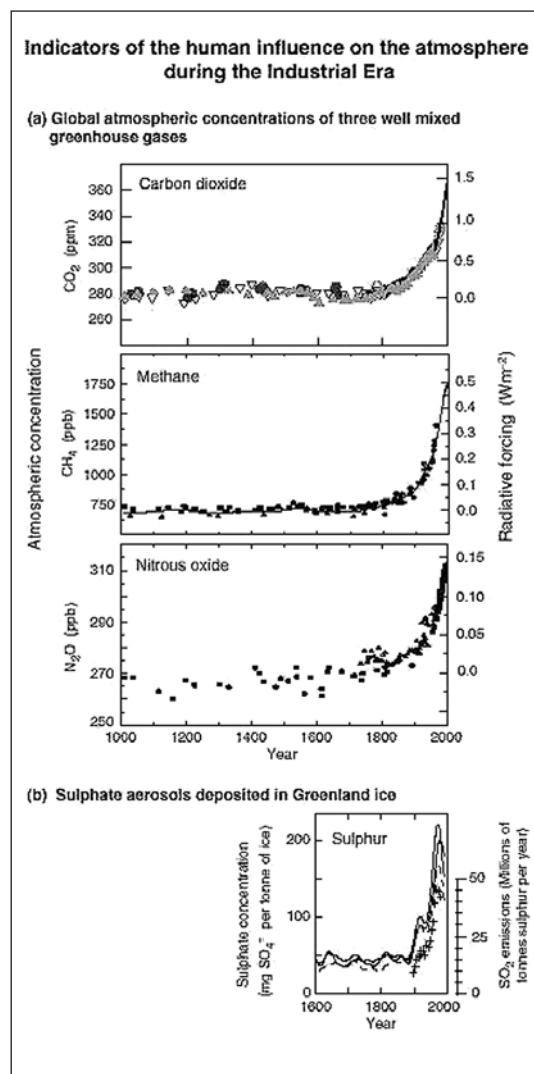 Indicators of the human influence on the atmosphere
during the Industrial Era
(a) Global atmospheric concentrations of three well mixed
greenhouse gases
Carbon dioxide
CO₂ (ppm)
360
340
320
300
280
260
1.5
1.0
0.5
0.0
Atmospheric concentration
Radiative forcing (Wm⁻²)
Methane
CH₄ (ppb)
1750
1500
1250
1000
750
0.5
0.4
0.3
0.2
0.1
0.0
Nitrous oxide
N₂O (ppb)
310
290
270
250
0.15
0.10
0.05
0.0
1000 1200 1400 1600 1800 2000
Year
(b) Sulphate aerosols deposited in Greenland ice
Sulphur
Sulphate concentration
(mg SO₄⁼ per tonne of ice)
200
100
0
50
25
0
SO₂ emissions (Millions of
tonnes sulphur per year)
1600 1800 2000
Year